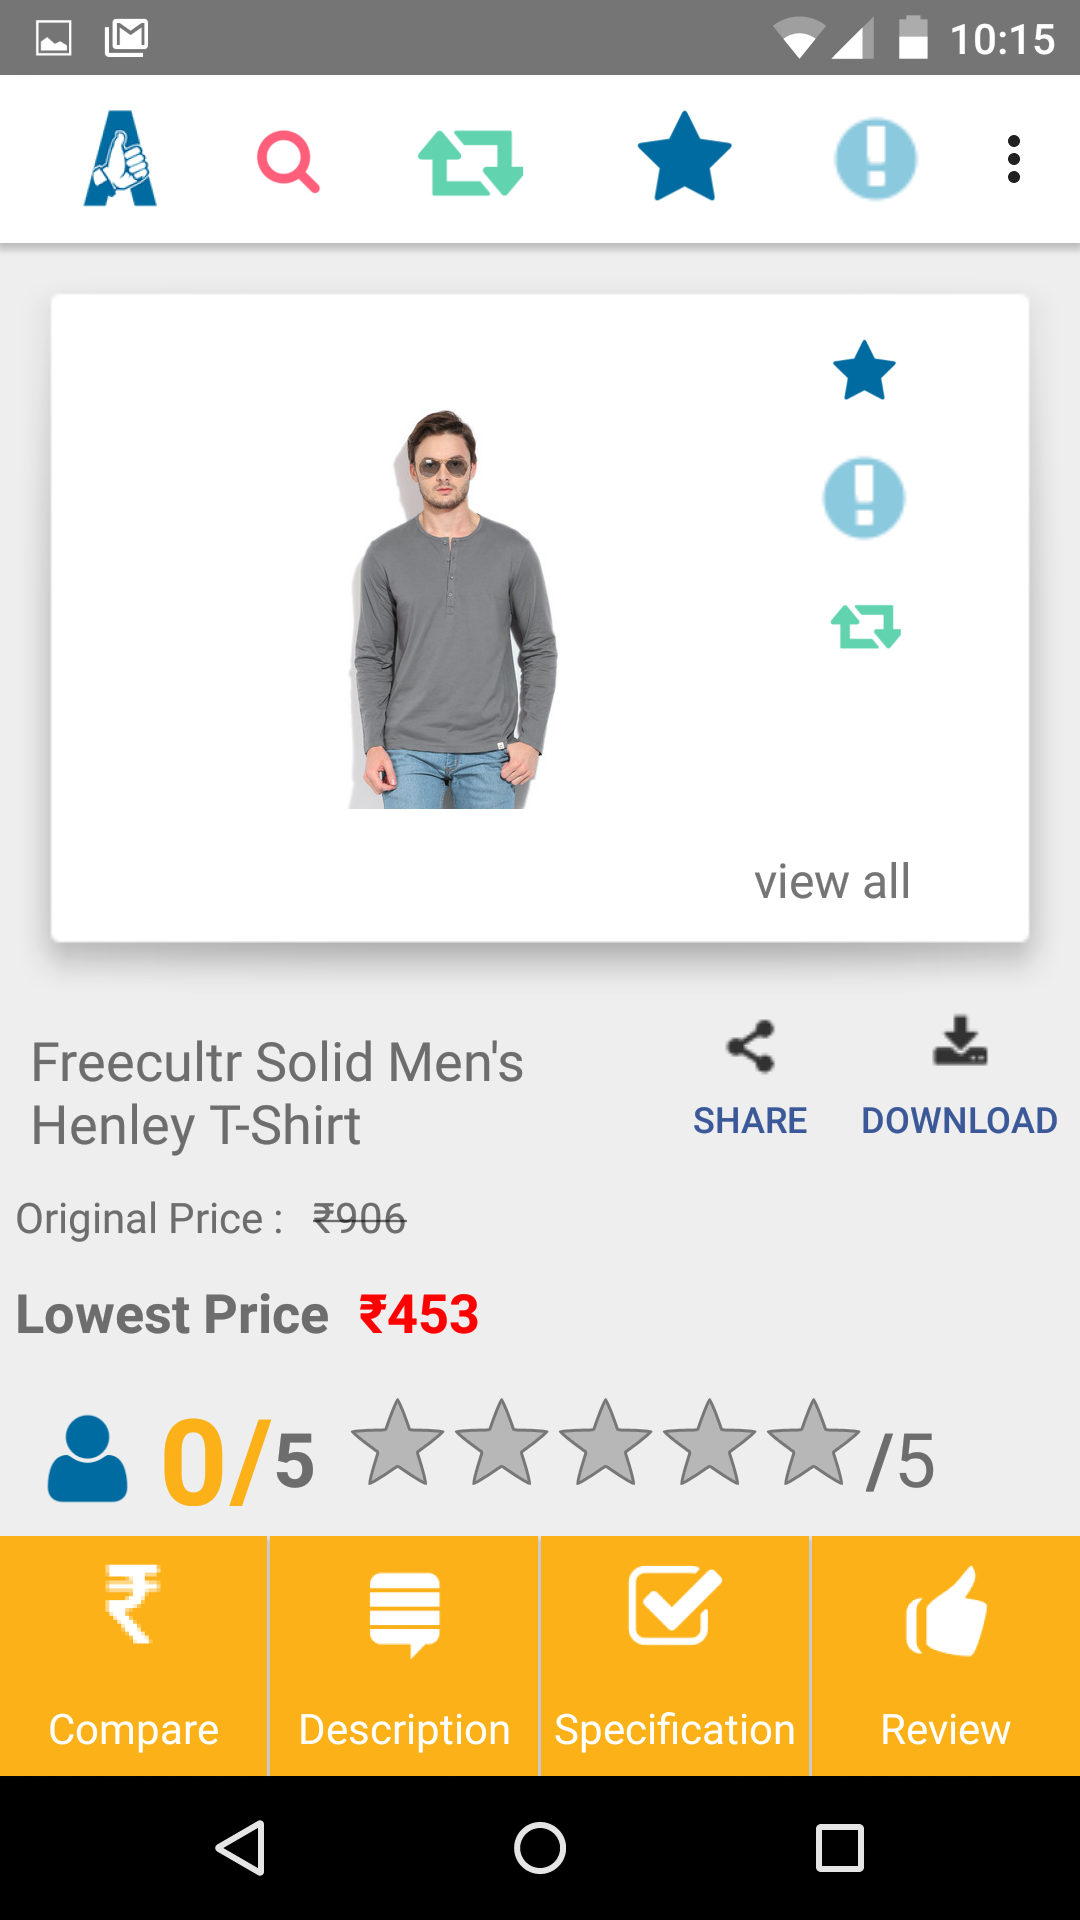 10:15
view all
Freecultr Solid Men's
Henley T-Shirt
SHARE
DOWNLOAD
Original Price : ₹906
Lowest Price ₹453
0/5
/5
Compare
Description
Specification
Review